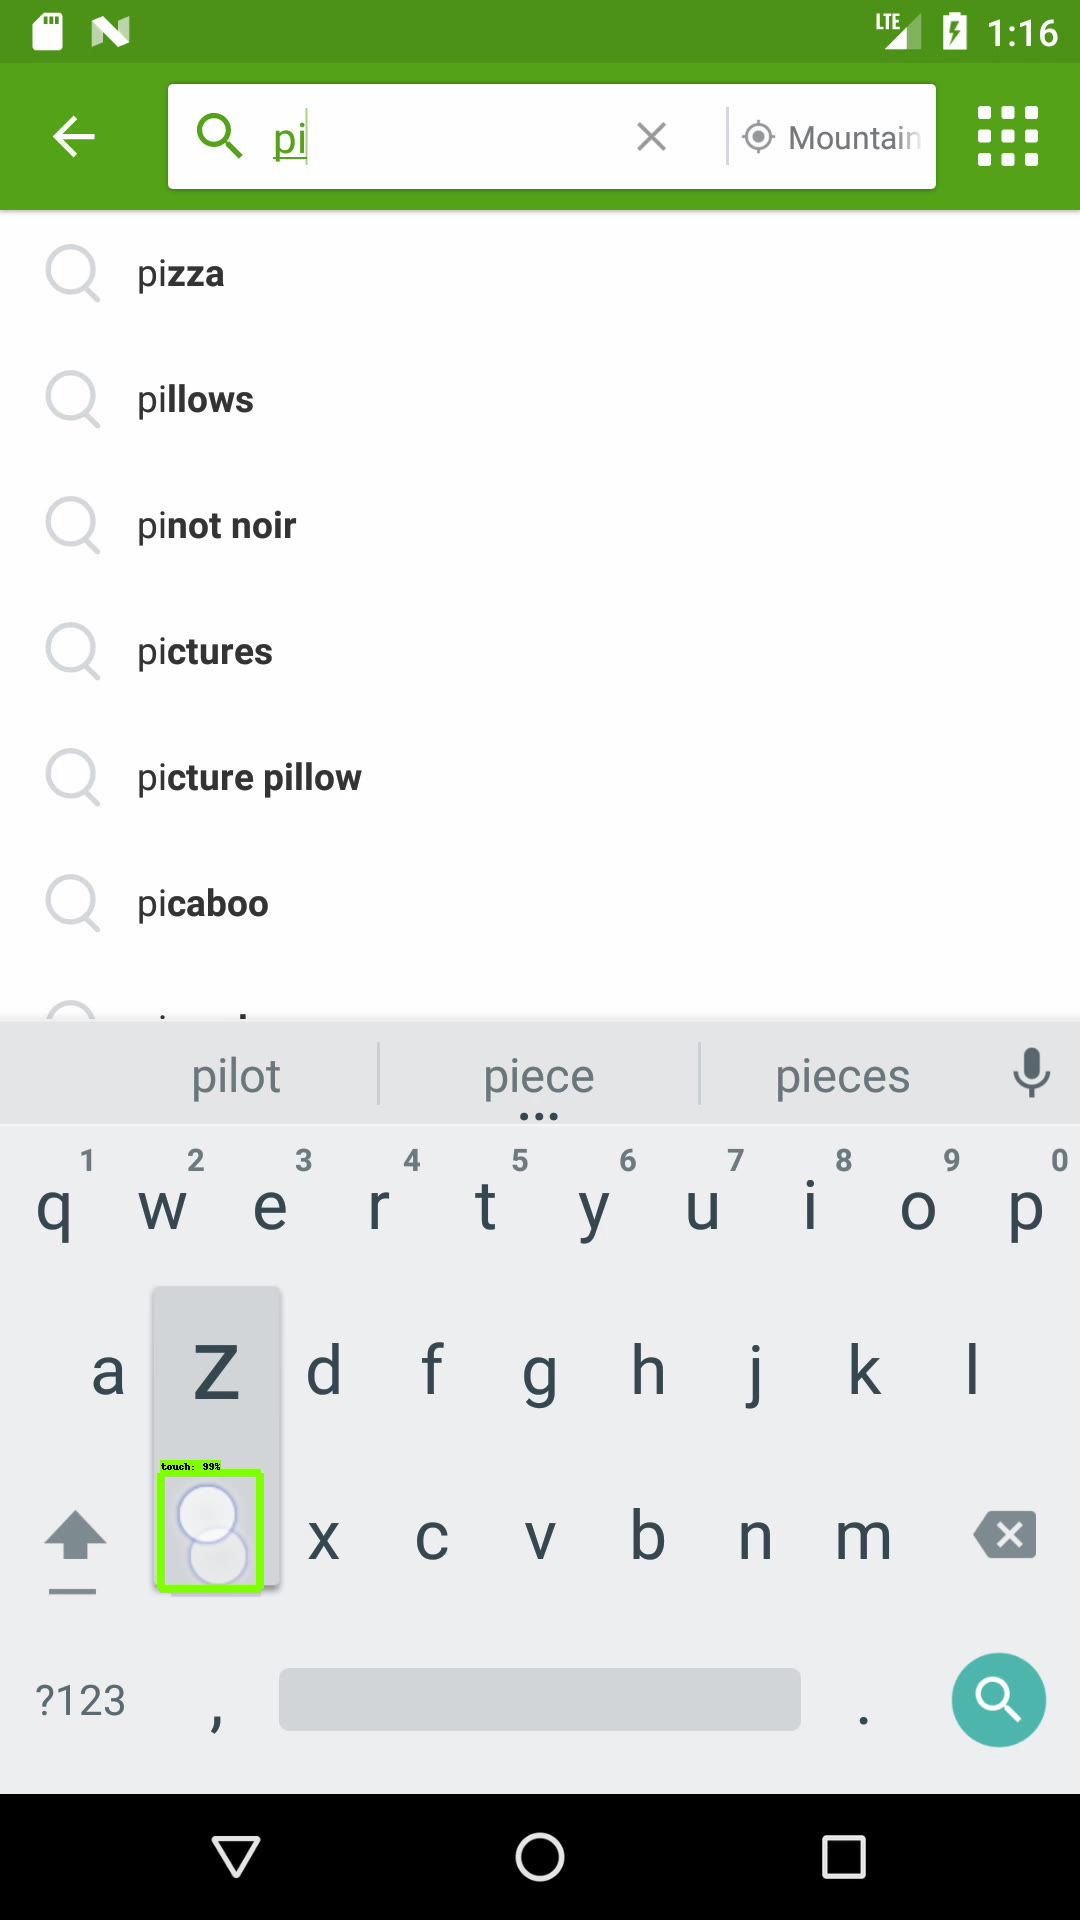 LTE 1:16
pi Mountain
pizza
pillows
pinot noir
pictures
picture pillow
picaboo
pilot piece pieces
1 2 3 4 5 6 7 8 9 0
q w e r t y u i o p
a z d f g h j k l
touch: 99%
x c v b n m
?123 , .